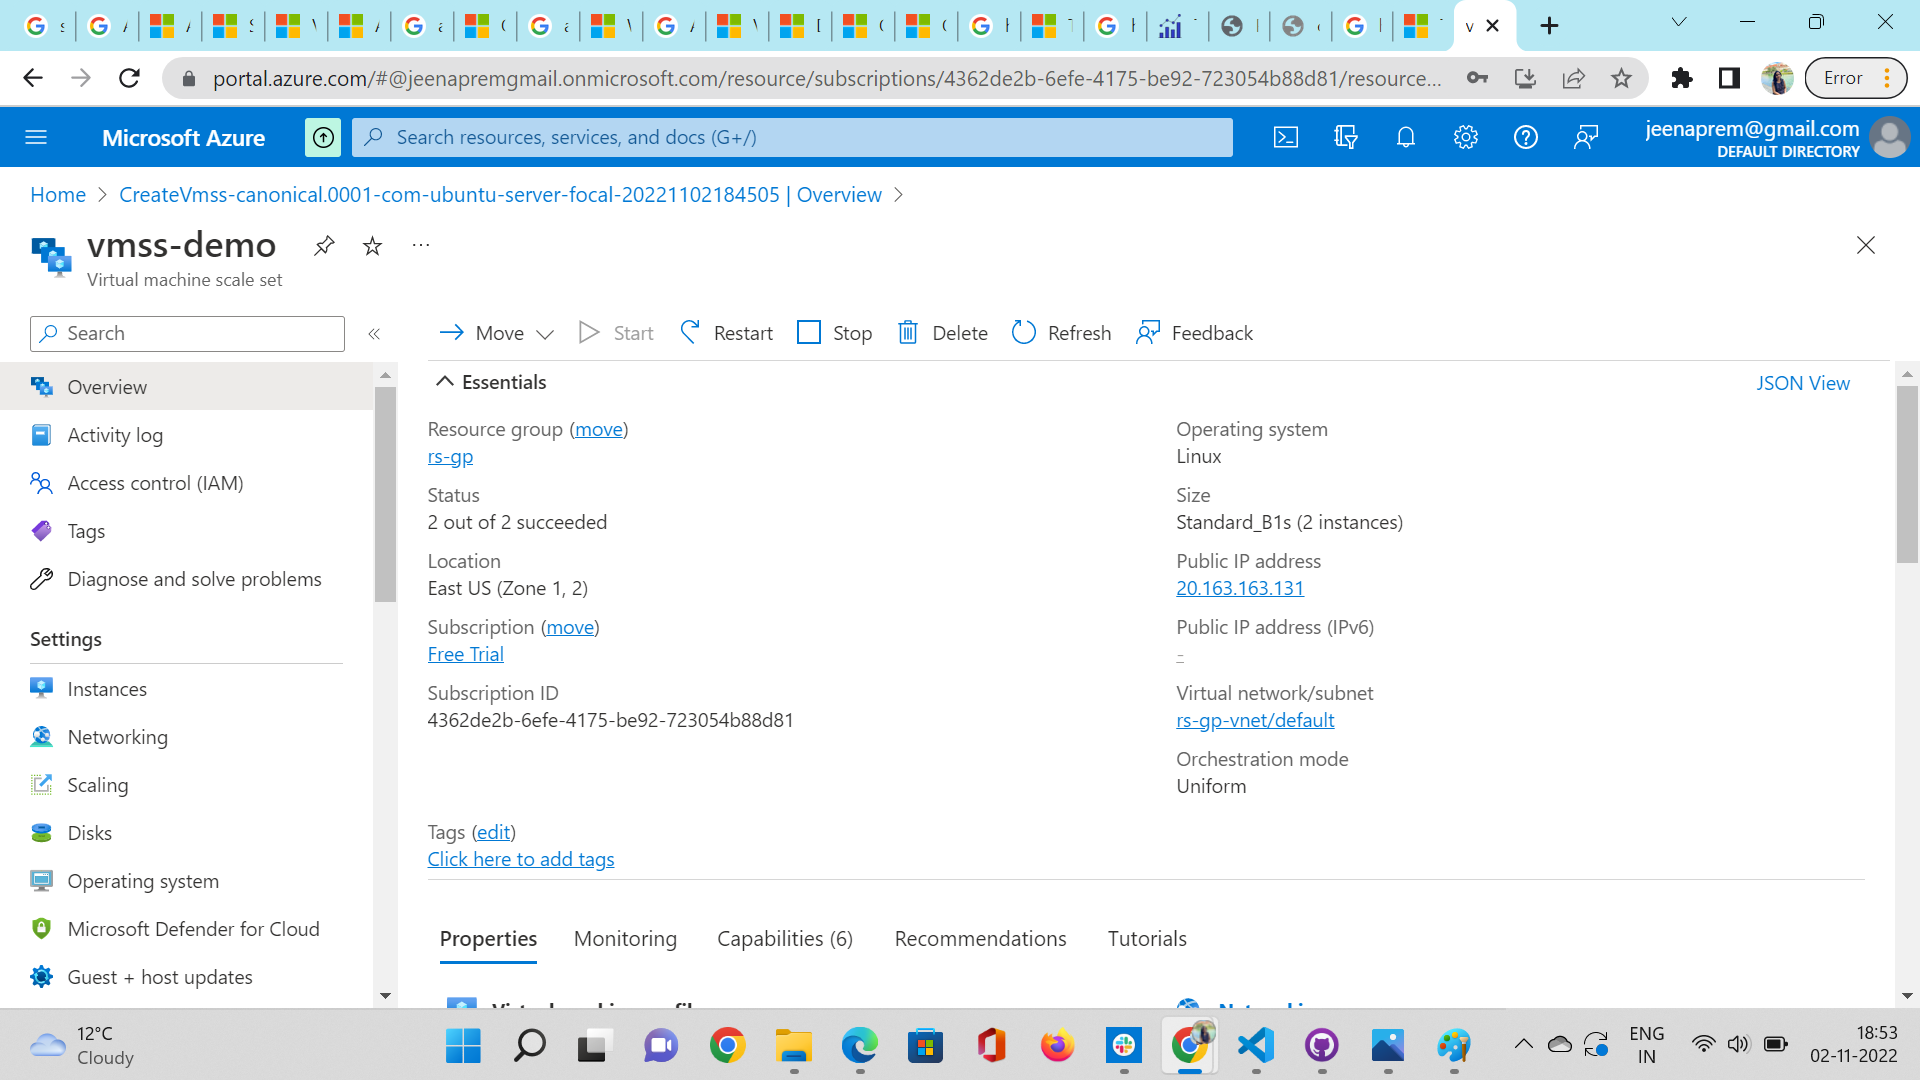 portal.azure.com/#@jeenapremgmail.onmicrosoft.com/resource/subscriptions/4362de2b-6efe-4175-be92-723054b88d81/resource...
Error
Microsoft Azure
Search resources, services, and docs (G+/)
jeenaprem@gmail.com
DEFAULT DIRECTORY
Home > CreateVmss-canonical.0001-com-ubuntu-server-focal-20221102184505 | Overview >
vmss-demo
...
Virtual machine scale set
Search
«
Move
Start
Restart
Stop
Delete
Refresh
Feedback
Overview
Activity log
Access control (IAM)
Tags
Diagnose and solve problems
Settings
Instances
Networking
Scaling
Disks
Operating system
Microsoft Defender for Cloud
Guest + host updates
Essentials
JSON View
Resource group (move)
rs-gp
Status
2 out of 2 succeeded
Location
East US (Zone 1, 2)
Subscription (move)
Free Trial
Subscription ID
4362de2b-6efe-4175-be92-723054b88d81
Operating system
Linux
Size
Standard_B1s (2 instances)
Public IP address
20.163.163.131
Public IP address (IPv6)
-
Virtual network/subnet
rs-gp-vnet/default
Orchestration mode
Uniform
Tags (edit)
Click here to add tags
Properties
Monitoring
Capabilities (6)
Recommendations
Tutorials
12°C
Cloudy
ENG
IN
18:53
02-11-2022